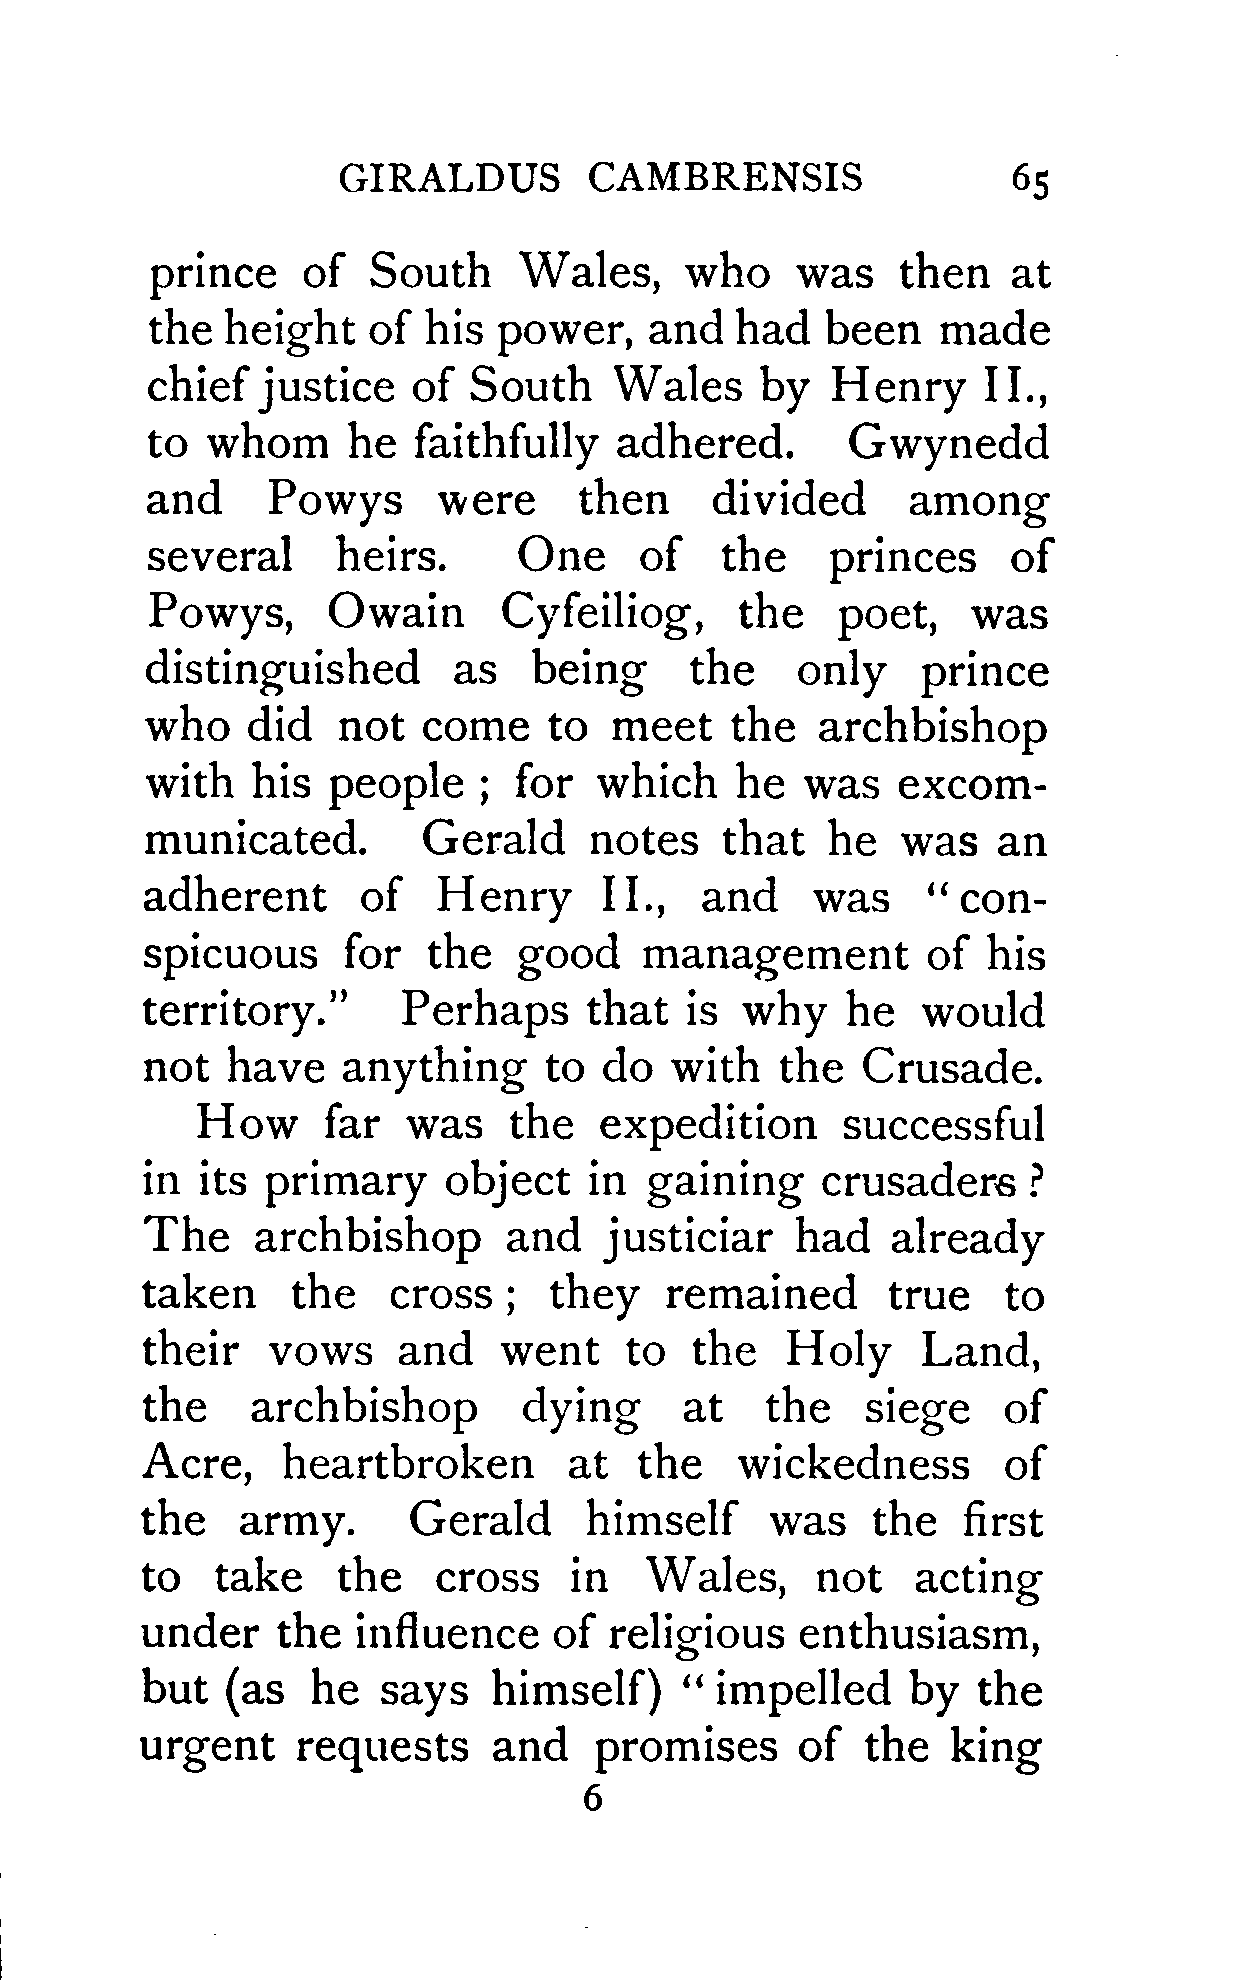 GIRALDUS CAMBRENSIS 65
prince of South Wales, who was then at
the height of his power, and had been made
chief justice of South Wales by Henry II.,
to whom he faithfully adhered. Gwynedd
and Powys were then divided among
several heirs. One of the princes of
Powys, Owain Cyfeiliog, the poet, was
distinguished as being the only prince
who did not come to meet the archbishop
with his people ; for which he was excom-
municated. Gerald notes that he was an
adherent of Henry II., and was “con-
spicuous for the good management of his
territory.” Perhaps that is why he would
not have anything to do with the Crusade.
How far was the expedition successful
in its primary object in gaining crusaders ?
The archbishop and justiciar had already
taken the cross ; they remained true to
their vows and went to the Holy Land,
the archbishop dying at the siege of
Acre, heartbroken at the wickedness of
the army. Gerald himself was the first
to take the cross in Wales, not acting
under the influence of religious enthusiasm,
but (as he says himself) “impelled by the
urgent requests and promises of the king
6